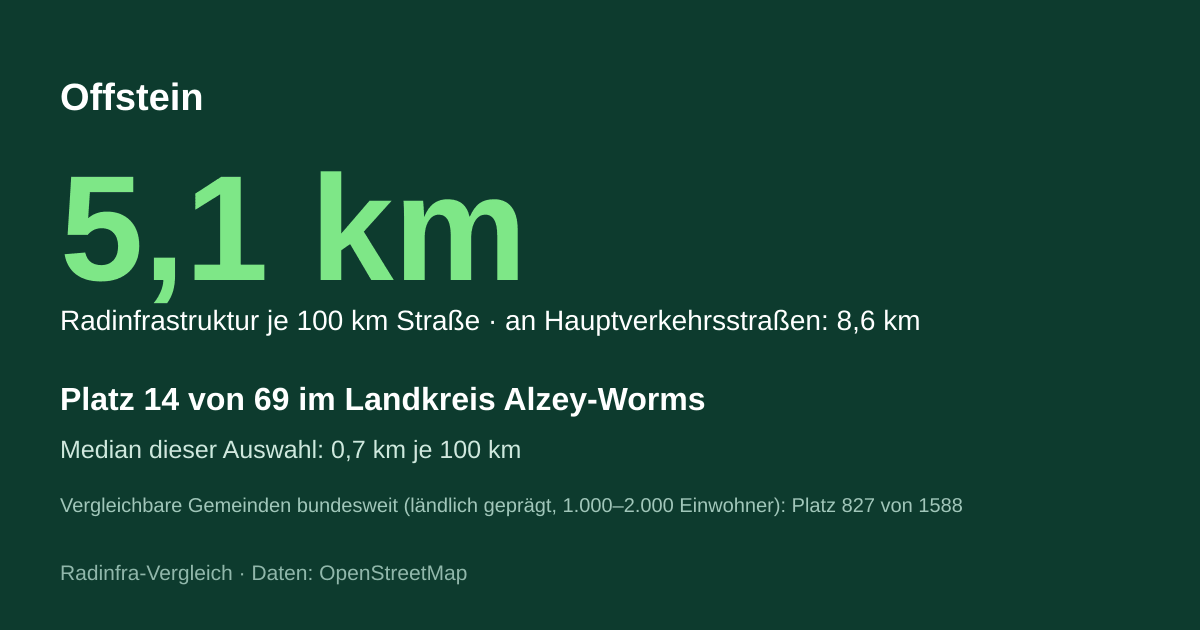 Offstein
5,1 km
Radinfrastruktur je 100 km Straße · an Hauptverkehrsstraßen: 8,6 km
Platz 14 von 69 im Landkreis Alzey-Worms
Median dieser Auswahl: 0,7 km je 100 km
Vergleichbare Gemeinden bundesweit (ländlich geprägt, 1.000–2.000 Einwohner): Platz 827 von 1588
Radinfra-Vergleich · Daten: OpenStreetMap